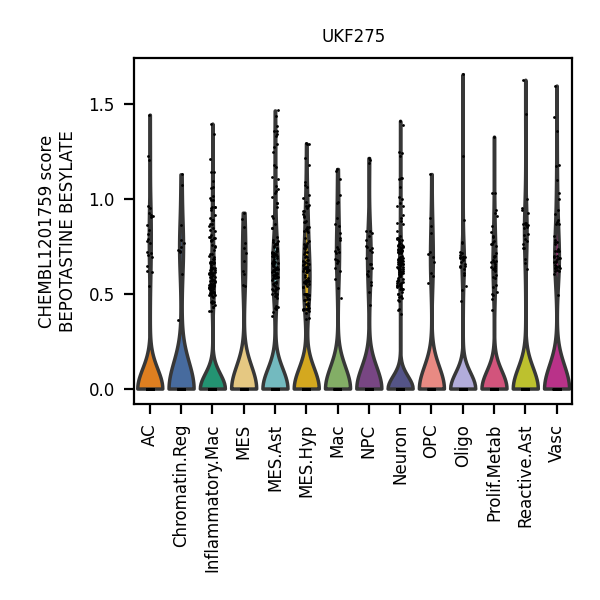 UKF275
CHEMBL1201759 score
BEPOTASTINE BESYLATE
1.5
1.0
0.5
0.0
AC
Chromatin.Reg
Inflammatory.Mac
MES
MES.Ast
MES.Hyp
Mac
NPC
Neuron
OPC
Oligo
Prolif.Metab
Reactive.Ast
Vasc